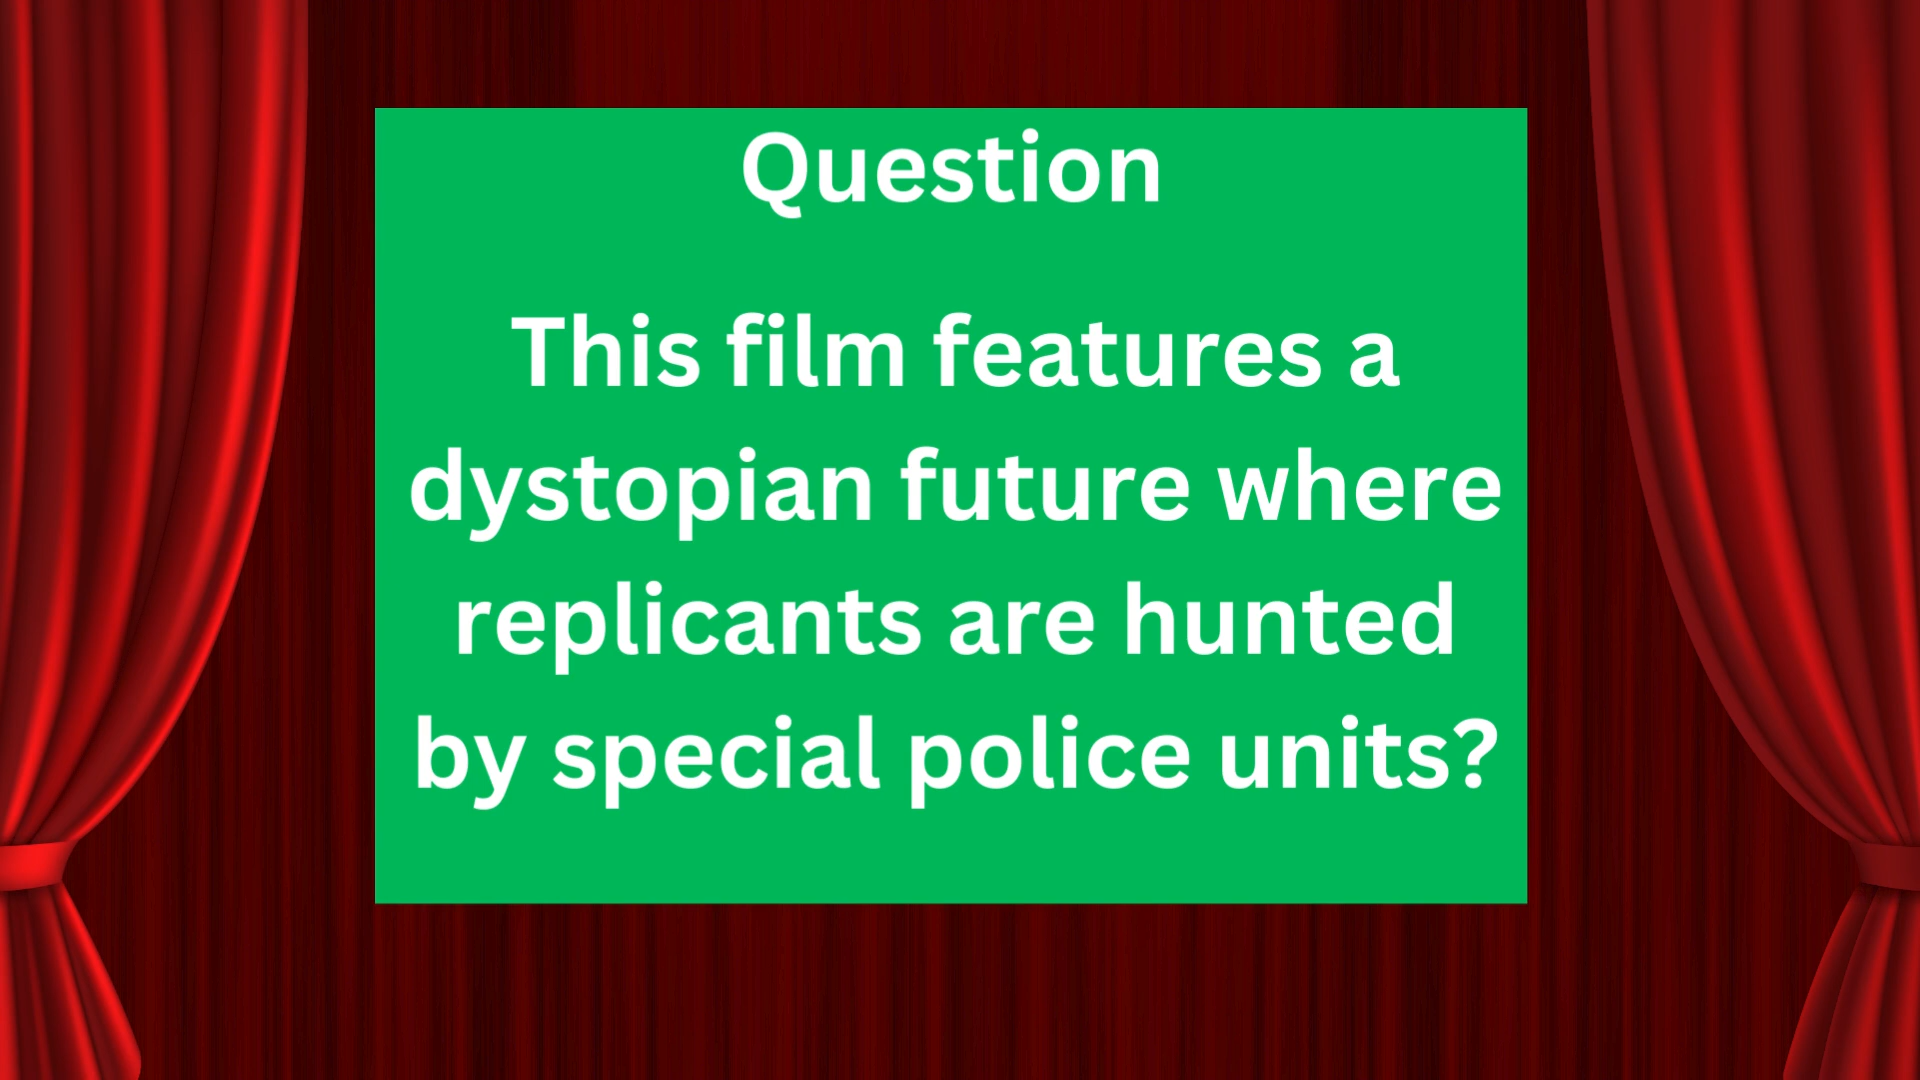 Question
This film features a
dystopian future where
replicants are hunted
by special police units?